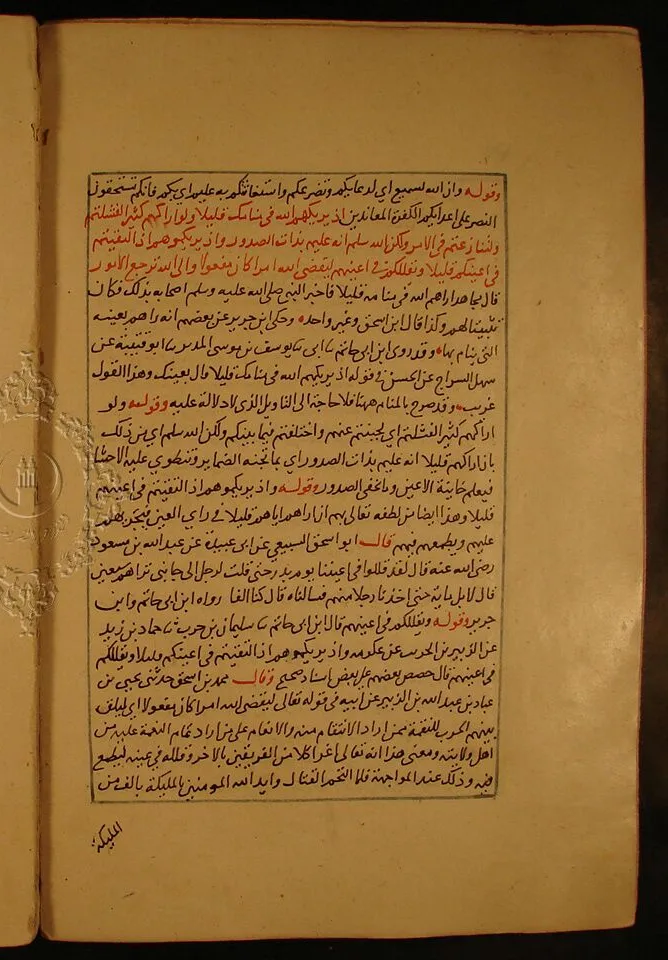 وقوله وان الله لسميع اي لدعايكم وتضرعكم واستغاثتكم به عليم اي بكم فانكم تستحقون
النصر على اعدايكم الكفرة المعاندين اذ يريكهم الله في منامك قليلا ولو اراكهم كثيرا لفشلتم
ولتنازعتم في الامر ولكن الله سلم انه عليم بذات الصدور واذ يريكموهم اذ التقيتم
في اعينكم قليلا ويقللكم في اعينهم ليقضي الله امرا كان مفعولا والى الله ترجع الامور
قال مجاهد اراهم الله في منامه قليلا فاخبر النبي صلى الله عليه وسلم اصحابه بذلك فكان
تثبيتا لهم وكذا قال ابن اسحق وغير واحد وحكى ابن جرير عن بعضهم انه راهم بعينه
التي ينام بها وقد روى ابن ابي حاتم ثنا ابي ثنا يوسف بن موسى المدبر ثنا ابو قتيبة عن
سهل السراج عن الحسن في قوله اذ يريكهم الله في منامك قليلا قال بعينك وهذا القول
غريب وقد صرح بالمنام ههنا فلا حاجة الى التاويل الذي لا دلالة عليه وقوله ولو
اراكهم كثيرا لفشلتم اي لجبنتم عنهم واختلفتم فيما بينكم ولكن الله سلم اي من ذلك
بان اراكهم قليلا انه عليم بذات الصدور اي بما تجنه الضماير وتنطوي عليه الاحشا
فيعلم خاينة الاعين وما تخفي الصدور وقوله واذ يريكموهم اذ التقيتم في اعينكم
قليلا وهذا ايضا من لطفه تعالى بهم اذ اراهم اياهم قليلا في راي العين فيجرؤهم
عليهم ويطمعهم فيهم قال ابو اسحق السبيعي عن ابي عبيدة عن عبد الله بن مسعود
رضي الله عنه قال لقد قللوا في اعيننا يوم بدر حتى قلت لرجل الى جانبي تراهم سبعين
قال لا بل ماية حتى اخذنا رجلا منهم فسالناه قال كنا الفا رواه ابن ابي حاتم وابن
جرير وقوله ويقللكم في اعينهم قال ابن ابي حاتم ثنا سليمان بن حرب ثنا حماد بن زيد
عن الزبير بن الحريت عن عكرمة واذ يريكموهم اذ التقيتم في اعينكم قليلا ويقللكم
في اعينهم قال حضض بعضهم على بعض اسناد صحيح وقال محمد بن اسحق حدثني يحيى بن
عباد بن عبد الله بن الزبير عن ابيه في قوله تعالى ليقضي الله امرا كان مفعولا اي ليلف
بينهم الحرب للنقمة ممن اراد الانتقام منه والانعام على من اراد تمام النعمة عليه من
اهل ولايته ومعنى هذا انه تعالى اغرا كلا من الفريقين بالاخر وقلله في عينه ليطمع
فيه وذلك عند المواجهة فلما التحم القتال وايد الله المومنين بالمليكة بالف من
المليكة